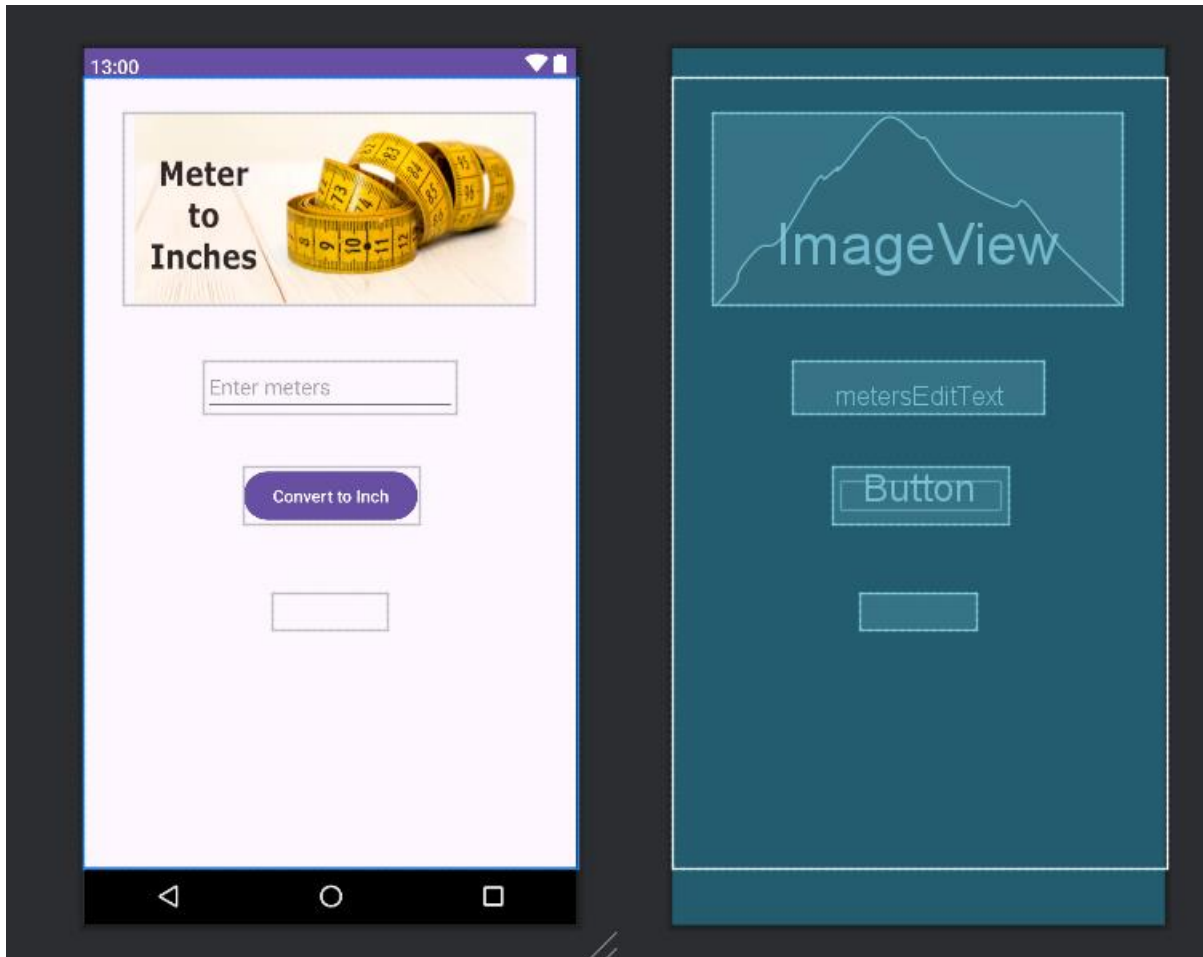 13:00
Meter
to
Inches
Enter meters
Convert to Inch
ImageView
metersEditText
Button